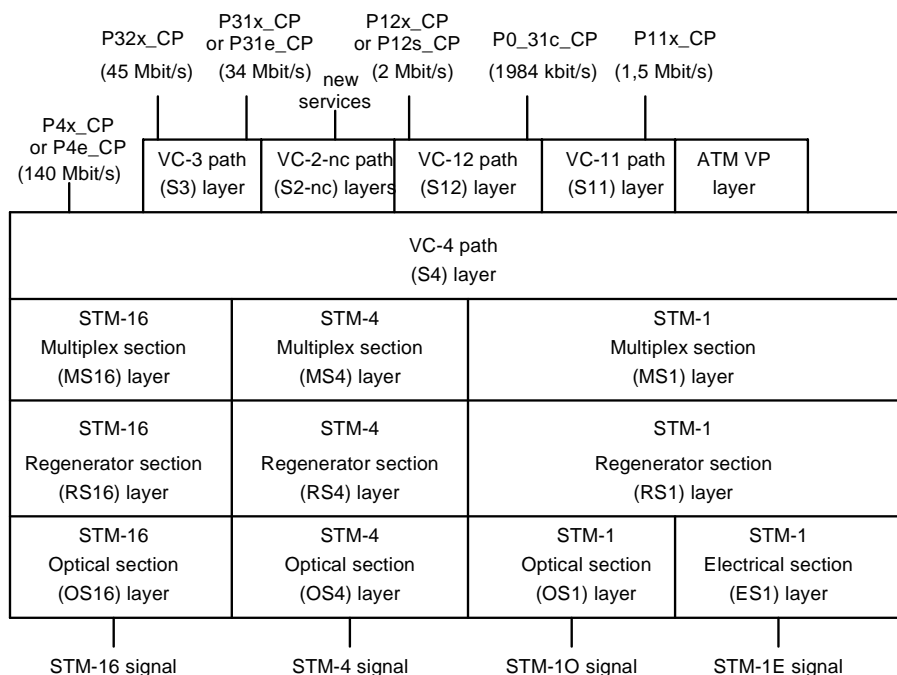 P32x_CP
(45 Mbit/s)
P31x_CP
or P31e_CP
(34 Mbit/s)
new
services
P12x_CP
or P12s_CP
(2 Mbit/s)
P0_31c_CP
(1984 kbit/s)
P11x_CP
(1,5 Mbit/s)
P4x_CP
or P4e_CP
(140 Mbit/s)
VC-3 path
(S3) layer
VC-2-nc path
(S2-nc) layers
VC-12 path
(S12) layer
VC-11 path
(S11) layer
ATM VP
layer
VC-4 path
(S4) layer
STM-16
Multiplex section
(MS16) layer
STM-4
Multiplex section
(MS4) layer
STM-1
Multiplex section
(MS1) layer
STM-16
Regenerator section
(RS16) layer
STM-4
Regenerator section
(RS4) layer
STM-1
Regenerator section
(RS1) layer
STM-16
Optical section
(OS16) layer
STM-4
Optical section
(OS4) layer
STM-1
Optical section
(OS1) layer
STM-1
Electrical section
(ES1) layer
STM-16 signal
STM-4 signal
STM-1O signal
STM-1E signal